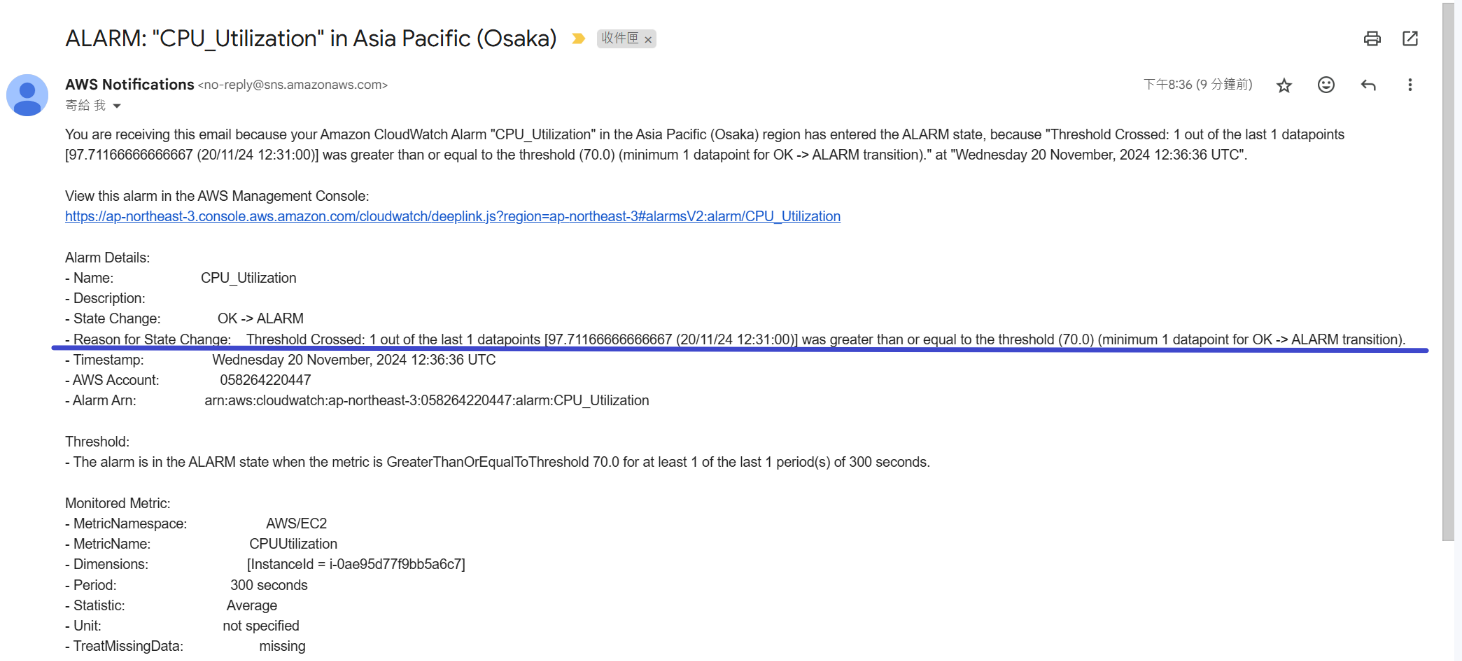 ALARM: "CPU_Utilization" in Asia Pacific (Osaka) 收件匣 ×
AWS Notifications <no-reply@sns.amazonaws.com> 下午8:36 (9 分鐘前)
寄給 我
You are receiving this email because your Amazon CloudWatch Alarm "CPU_Utilization" in the Asia Pacific (Osaka) region has entered the ALARM state, because "Threshold Crossed: 1 out of the last 1 datapoints
[97.71166666666667 (20/11/24 12:31:00)] was greater than or equal to the threshold (70.0) (minimum 1 datapoint for OK -> ALARM transition)." at "Wednesday 20 November, 2024 12:36:36 UTC".
View this alarm in the AWS Management Console:
https://ap-northeast-3.console.aws.amazon.com/cloudwatch/deeplink.js?region=ap-northeast-3#alarmsV2:alarm/CPU_Utilization
Alarm Details:
- Name: CPU_Utilization
- Description:
- State Change: OK -> ALARM
- Reason for State Change: Threshold Crossed: 1 out of the last 1 datapoints [97.71166666666667 (20/11/24 12:31:00)] was greater than or equal to the threshold (70.0) (minimum 1 datapoint for OK -> ALARM transition).
- Timestamp: Wednesday 20 November, 2024 12:36:36 UTC
- AWS Account: 058264220447
- Alarm Arn: arn:aws:cloudwatch:ap-northeast-3:058264220447:alarm:CPU_Utilization
Threshold:
- The alarm is in the ALARM state when the metric is GreaterThanOrEqualToThreshold 70.0 for at least 1 of the last 1 period(s) of 300 seconds.
Monitored Metric:
- MetricNamespace: AWS/EC2
- MetricName: CPUUtilization
- Dimensions: [InstanceId = i-0ae95d77f9bb5a6c7]
- Period: 300 seconds
- Statistic: Average
- Unit: not specified
- TreatMissingData: missing